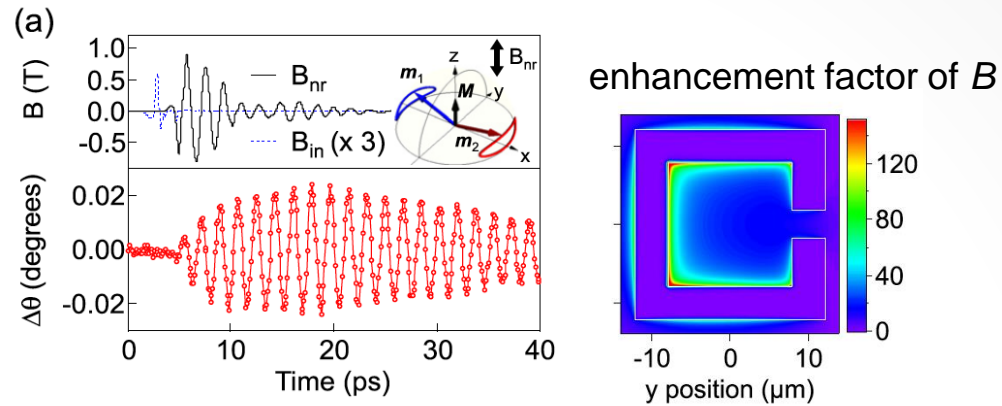 (a)
B (T)
1.0
0.5
0.0
-0.5
B_nr
B_in (x 3)
m_1
z
M
y
m_2
x
B_nr
Δθ (degrees)
0.02
0.00
-0.02
0
10
20
30
40
Time (ps)
enhancement factor of B
120
80
40
0
-10
0
10
y position (μm)